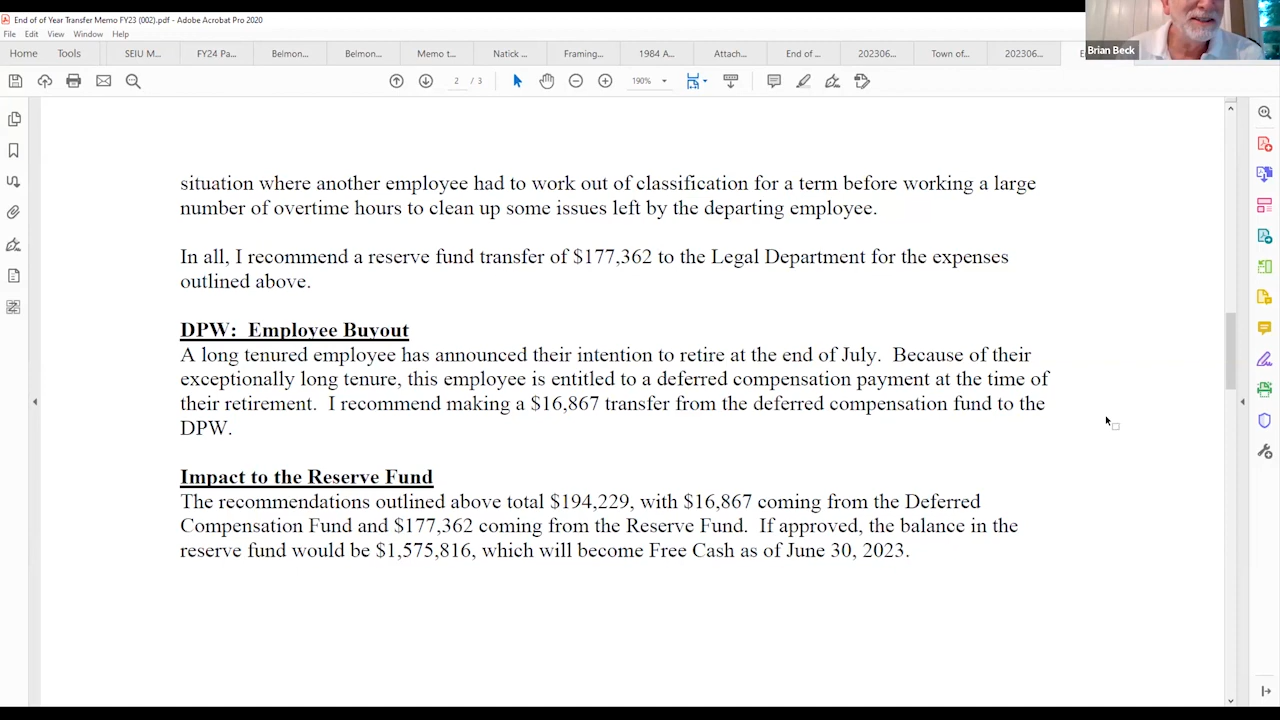 End of of Year Transfer Memo FY23 (002).pdf - Adobe Acrobat Pro 2020
File Edit View Window Help
Home Tools SEIU M... FY24 Pa... Belmon... Belmon... Memo t... Natick ... Framing... 1984 A... Attach... End of ... 202306... Town of... 202306...
Brian Beck
2 / 3 190%
situation where another employee had to work out of classification for a term before working a large
number of overtime hours to clean up some issues left by the departing employee.
In all, I recommend a reserve fund transfer of $177,362 to the Legal Department for the expenses
outlined above.
DPW: Employee Buyout
A long tenured employee has announced their intention to retire at the end of July. Because of their
exceptionally long tenure, this employee is entitled to a deferred compensation payment at the time of
their retirement. I recommend making a $16,867 transfer from the deferred compensation fund to the
DPW.
Impact to the Reserve Fund
The recommendations outlined above total $194,229, with $16,867 coming from the Deferred
Compensation Fund and $177,362 coming from the Reserve Fund. If approved, the balance in the
reserve fund would be $1,575,816, which will become Free Cash as of June 30, 2023.